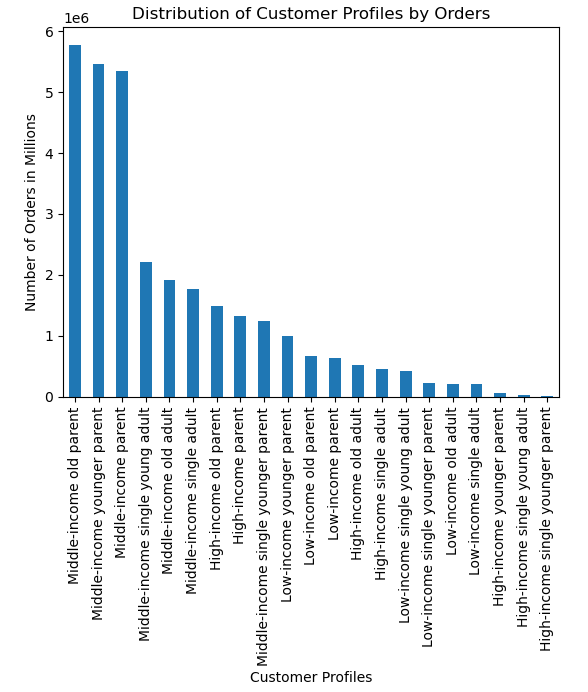 Distribution of Customer Profiles by Orders
1e6
6
5
4
3
2
1
0
Number of Orders in Millions
Middle-income old parent
Middle-income younger parent
Middle-income parent
Middle-income single young adult
Middle-income old adult
Middle-income single adult
High-income old parent
High-income parent
Middle-income single younger parent
Low-income younger parent
Low-income old parent
Low-income parent
High-income old adult
High-income single adult
Low-income single young adult
Low-income single younger parent
Low-income old adult
Low-income single adult
High-income younger parent
High-income single young adult
High-income single younger parent
Customer Profiles